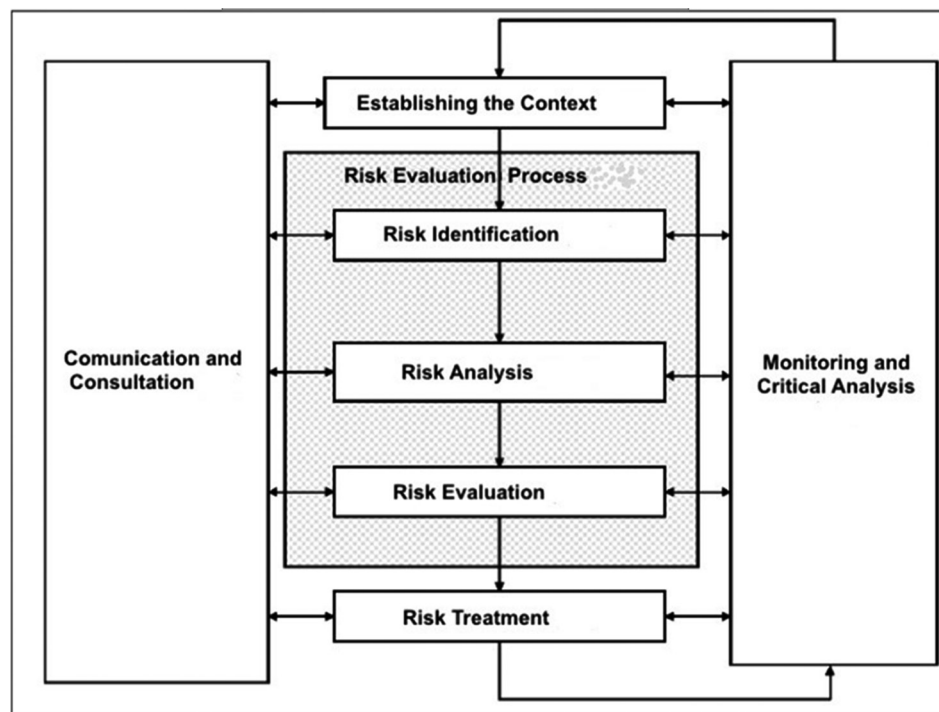 Establishing the Context
Risk Evaluation Process
Risk Identification
Comunication and
Consultation
Risk Analysis
Monitoring and
Critical Analysis
Risk Evaluation
Risk Treatment